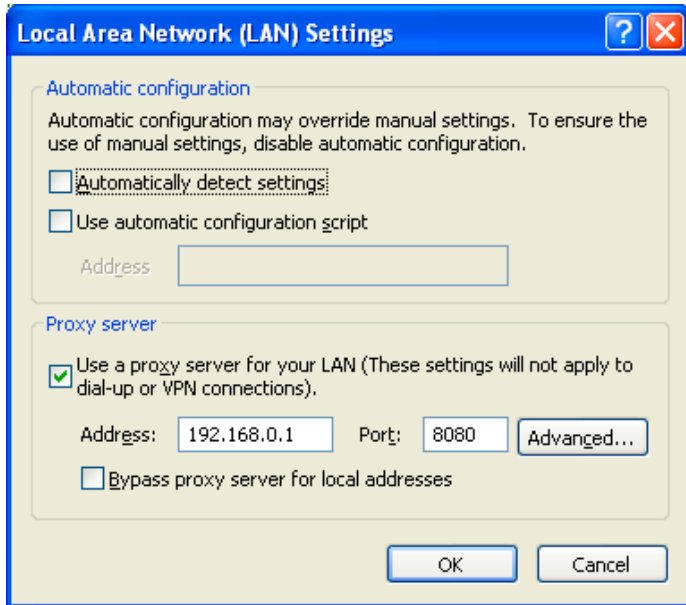 Local Area Network (LAN) Settings
Automatic configuration
Automatic configuration may override manual settings. To ensure the
use of manual settings, disable automatic configuration.
Automatically detect settings
Use automatic configuration script
Address
Proxy server
Use a proxy server for your LAN (These settings will not apply to
dial-up or VPN connections).
Address: 192.168.0.1 Port: 8080 Advanced...
Bypass proxy server for local addresses
OK Cancel